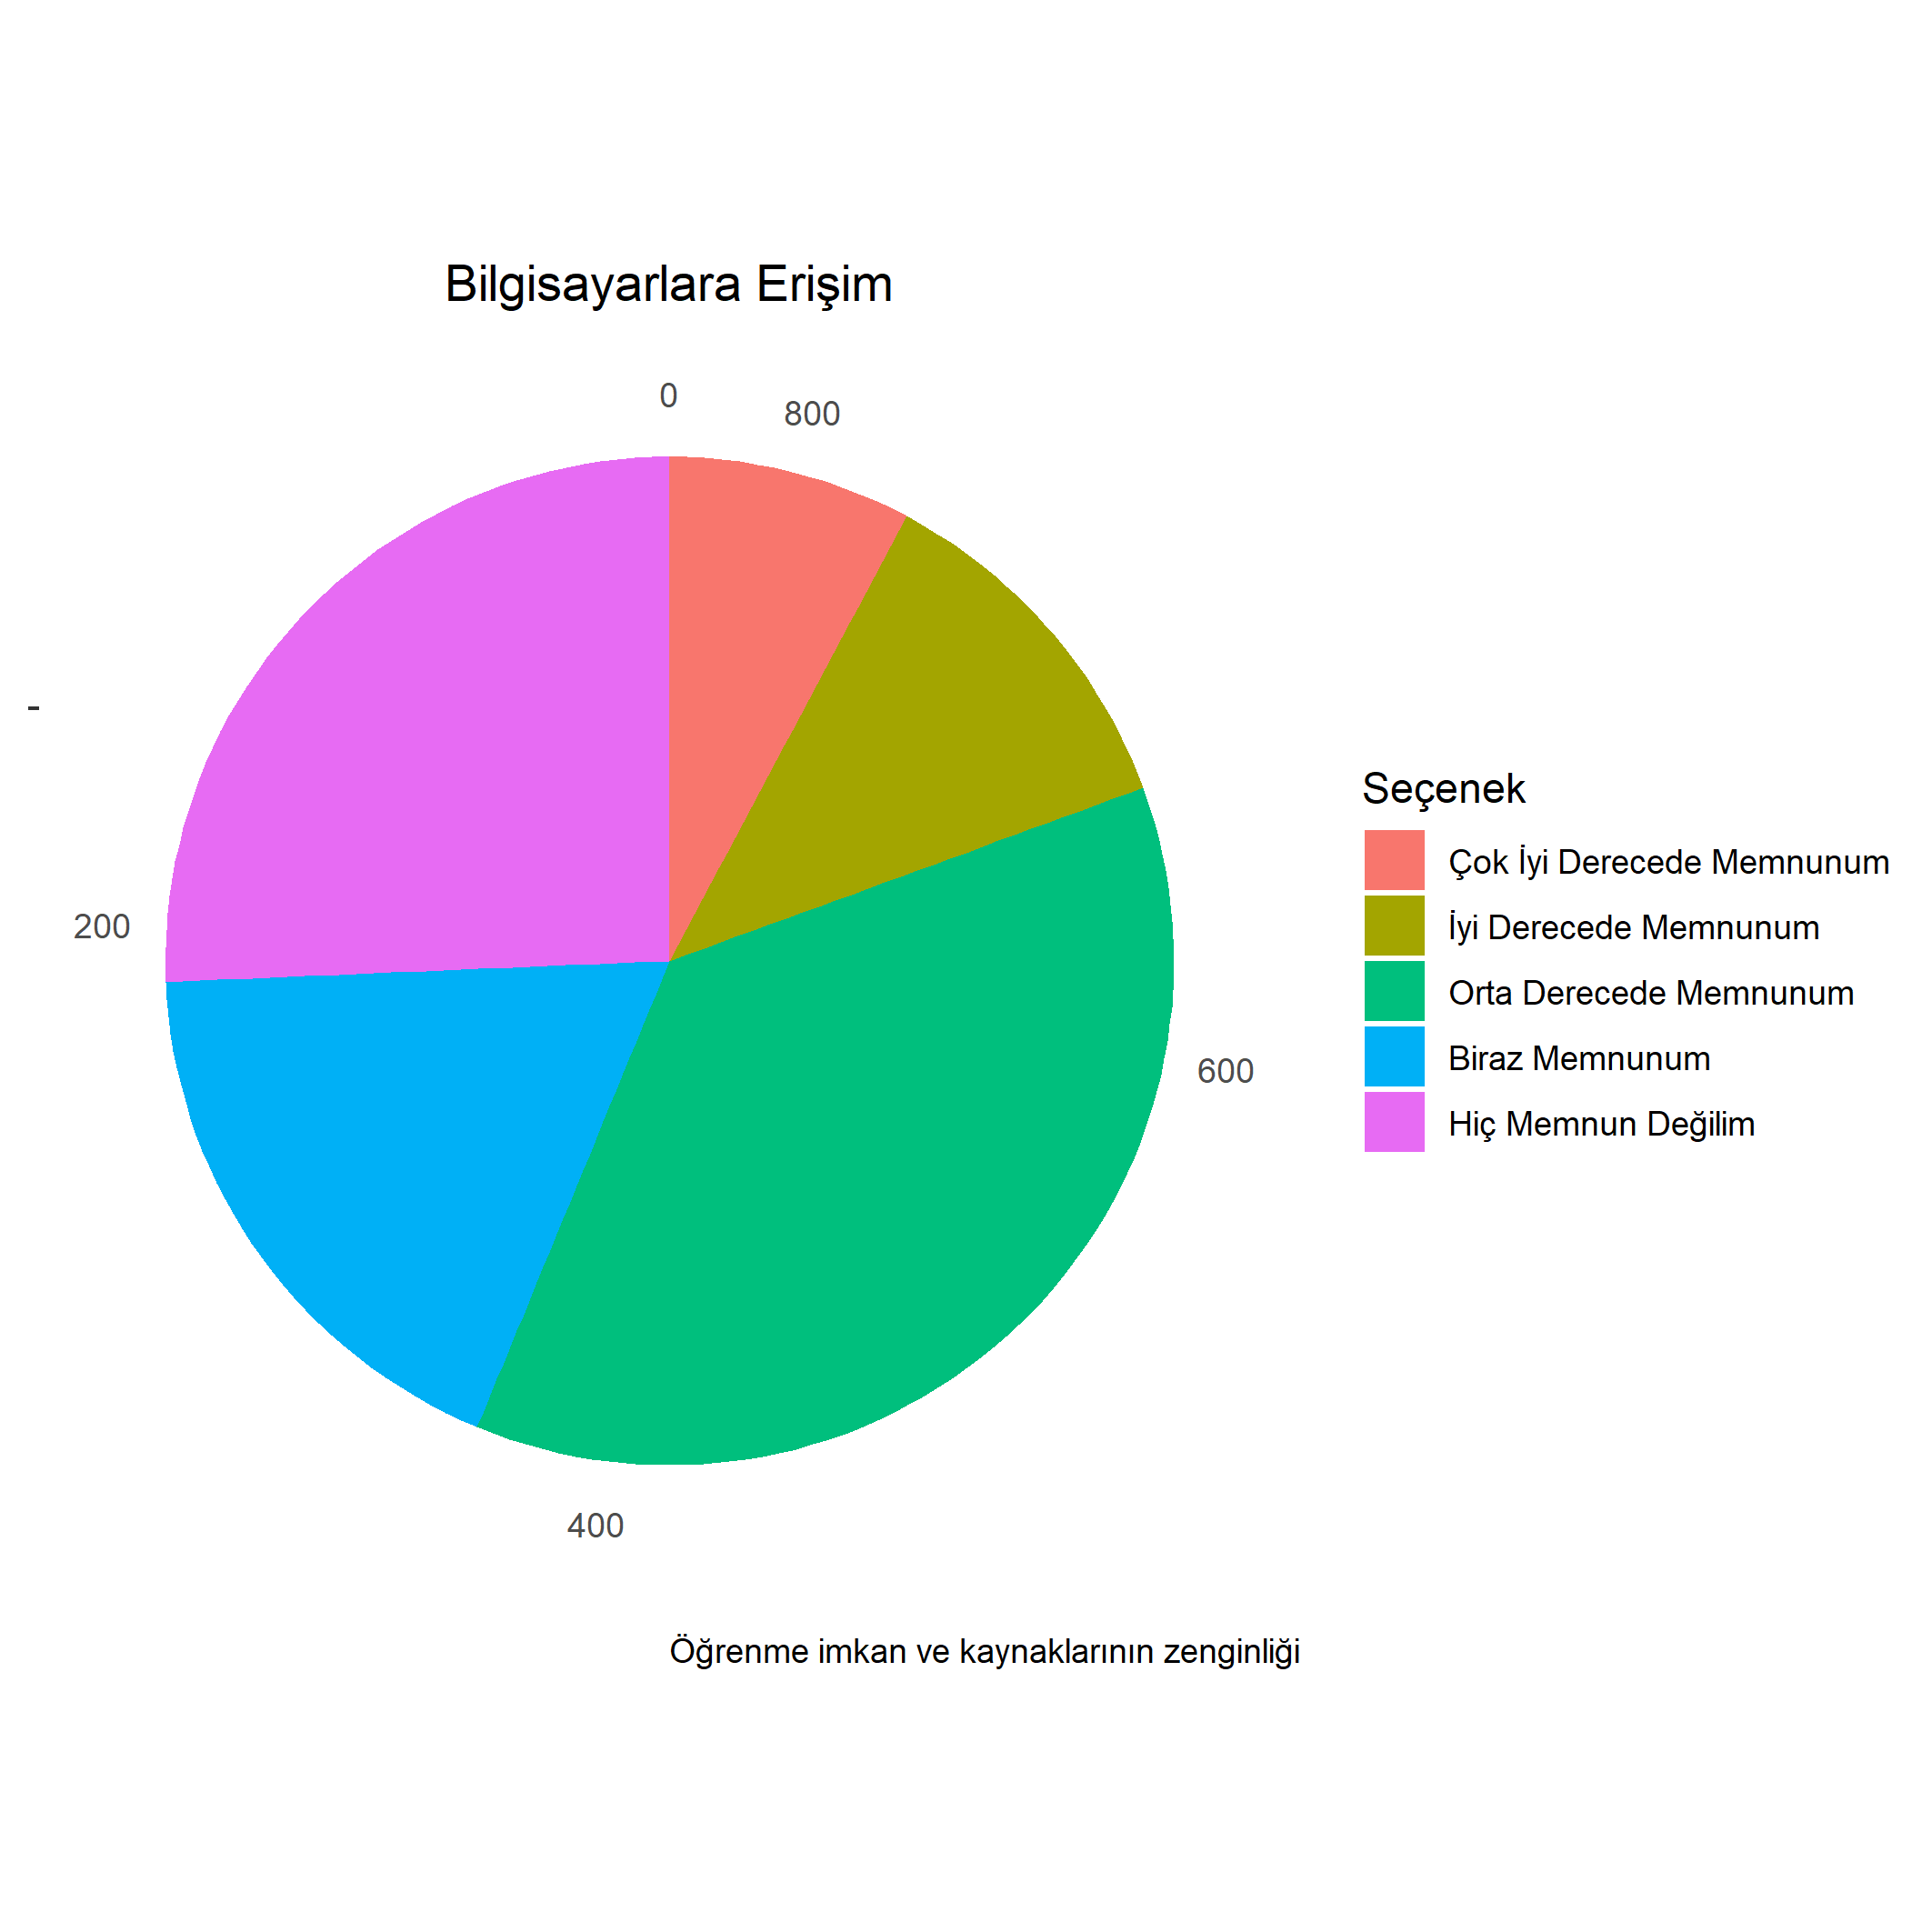 Bilgisayarlara Erişim
0
800
-
200
600
400
Seçenek
Çok İyi Derecede Memnunum
İyi Derecede Memnunum
Orta Derecede Memnunum
Biraz Memnunum
Hiç Memnun Değilim
Öğrenme imkan ve kaynaklarının zenginliği